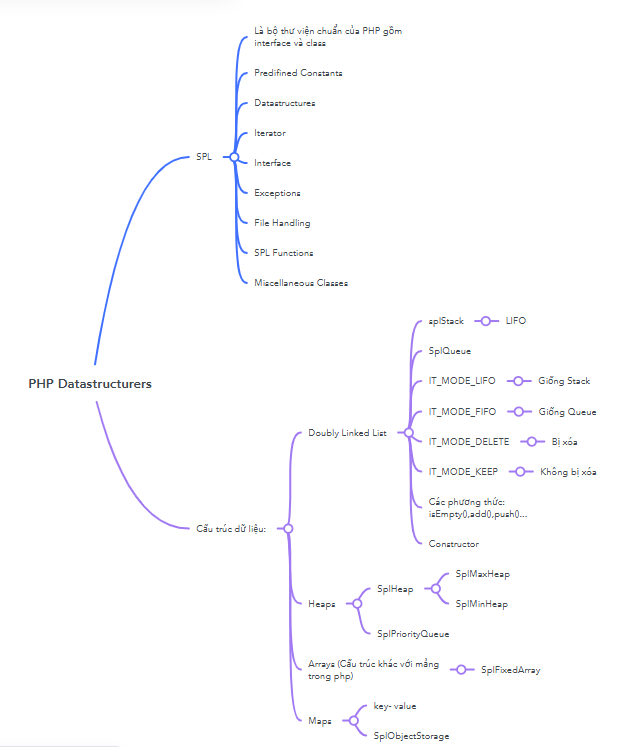 Là bộ thư viện chuẩn của PHP gồm
interface và class
Predifined Constants
Datastructures
Iterator
SPL
Interface
Exceptions
File Handling
SPL Functions
Miscellaneous Classes
PHP Datastructurers
splStack
LIFO
SplQueue
IT_MODE_LIFO
Giống Stack
IT_MODE_FIFO
Giống Queue
Doubly Linked List
IT_MODE_DELETE
Bị xóa
IT_MODE_KEEP
Không bị xóa
Các phương thức:
isEmpty(),add(),push()...
Constructor
Cấu trúc dữ liệu:
Heaps
SplHeap
SplMaxHeap
SplMinHeap
SplPriorityQueue
Arrays (Cấu trúc khác với mảng
trong php)
SplFixedArray
Maps
key- value
SplObjectStorage